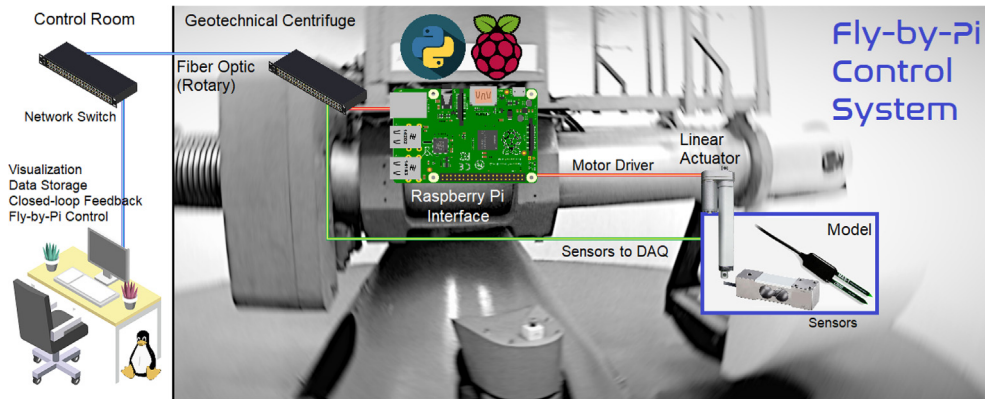 Control Room
Geotechnical Centrifuge
Fly-by-Pi
Control
System
Fiber Optic
(Rotary)
Network Switch
Linear
Actuator
Motor Driver
Visualization
Data Storage
Closed-loop Feedback
Fly-by-Pi Control
Raspberry Pi
Interface
Model
Sensors to DAQ
Sensors